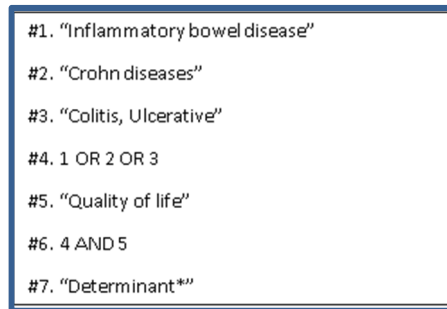 #1. “Inflammatory bowel disease”
#2. “Crohn diseases”
#3. “Colitis, Ulcerative”
#4. 1 OR 2 OR 3
#5. “Quality of life”
#6. 4 AND 5
#7. “Determinant*”